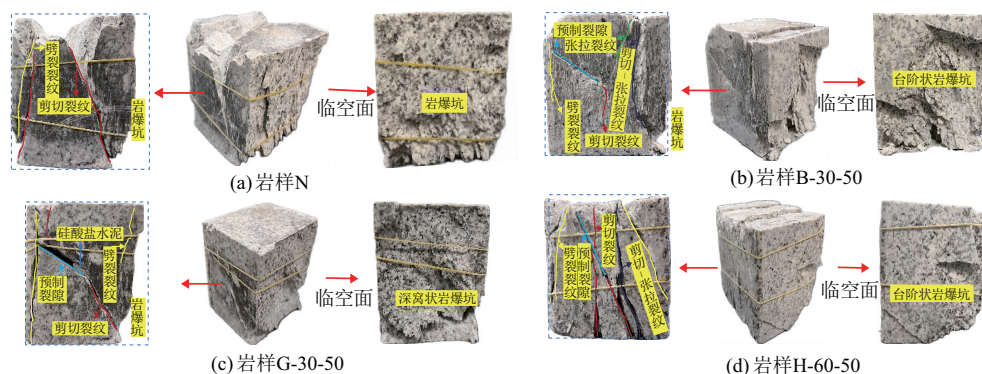 劈裂裂纹
剪切裂纹
岩爆坑
临空面
岩爆坑
(a) 岩样N
预制裂隙
张拉裂纹
剪切-张拉裂纹
劈裂裂纹
剪切裂纹
岩爆坑
临空面
台阶状岩爆坑
(b) 岩样B-30-50
硅酸盐水泥
劈裂裂纹
预制裂隙
剪切裂纹
岩爆坑
临空面
深窝状岩爆坑
(c) 岩样G-30-50
剪切裂纹
劈裂裂纹
预制裂隙
剪切-张拉裂纹
临空面
台阶状岩爆坑
(d) 岩样H-60-50